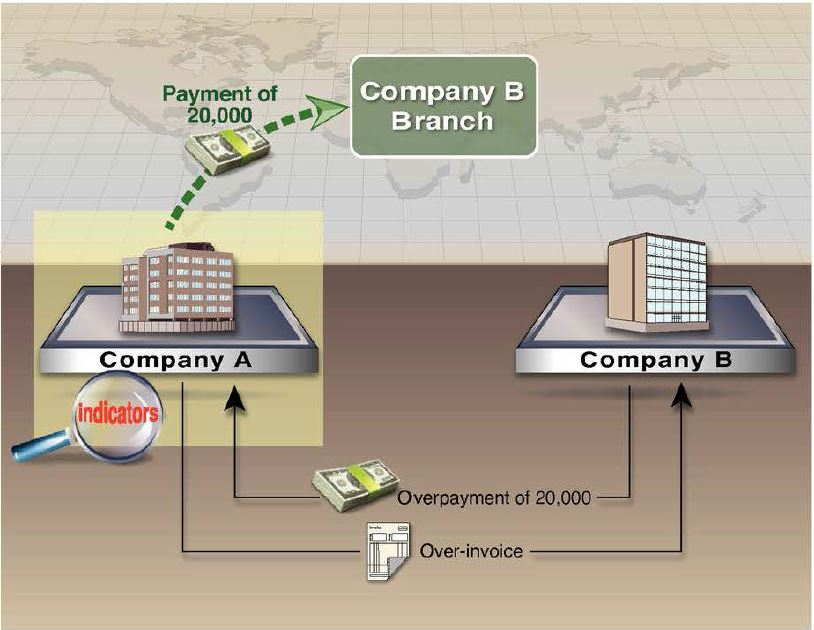 Payment of
20,000
Company B
Branch
Company A
Company B
indicators
Overpayment of 20,000
Over-invoice